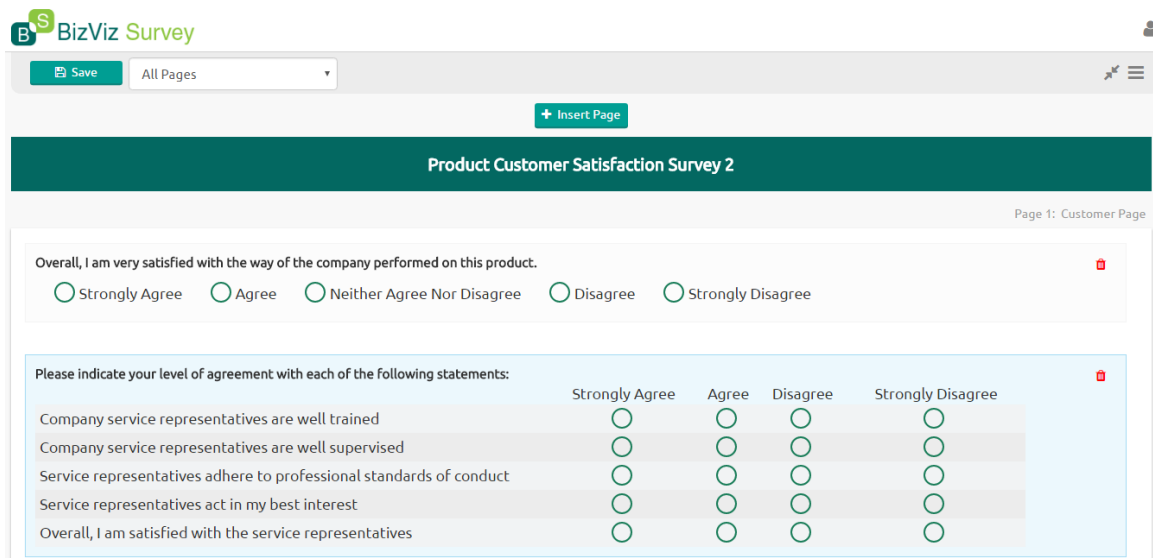 BS BizViz Survey
Save All Pages
+ Insert Page
Product Customer Satisfaction Survey 2
Page 1: Customer Page
Overall, I am very satisfied with the way of the company performed on this product.
Strongly Agree Agree Neither Agree Nor Disagree Disagree Strongly Disagree
Please indicate your level of agreement with each of the following statements:
Strongly Agree Agree Disagree Strongly Disagree
Company service representatives are well trained
Company service representatives are well supervised
Service representatives adhere to professional standards of conduct
Service representatives act in my best interest
Overall, I am satisfied with the service representatives